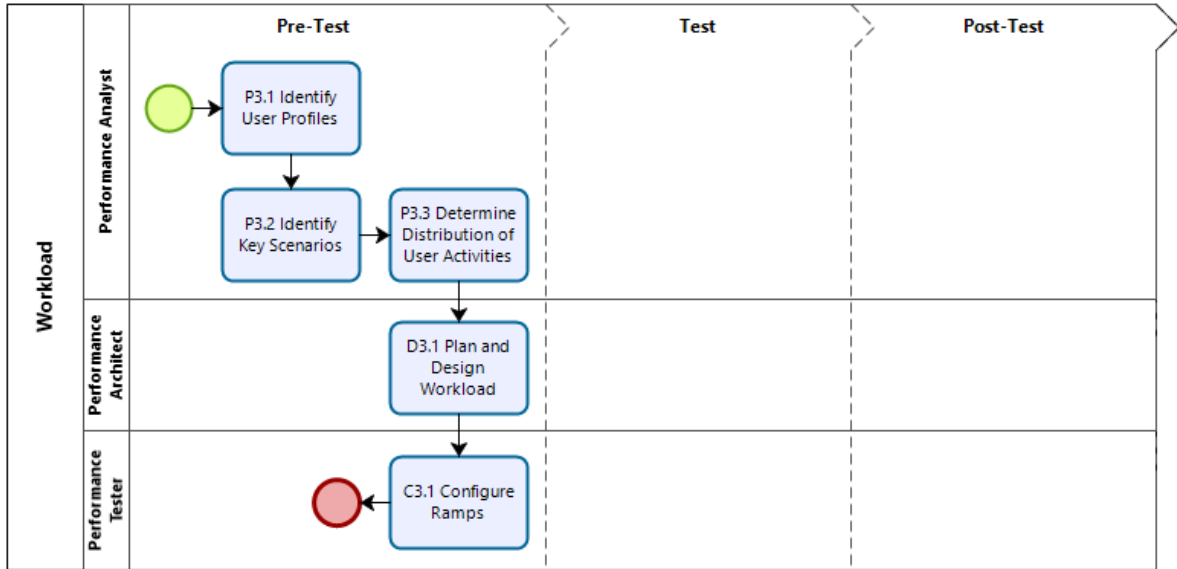 Pre-Test
Test
Post-Test
Workload
Performance Analyst
P3.1 Identify
User Profiles
P3.2 Identify
Key Scenarios
P3.3 Determine
Distribution of
User Activities
Performance
Architect
D3.1 Plan and
Design
Workload
Performance
Tester
C3.1 Configure
Ramps